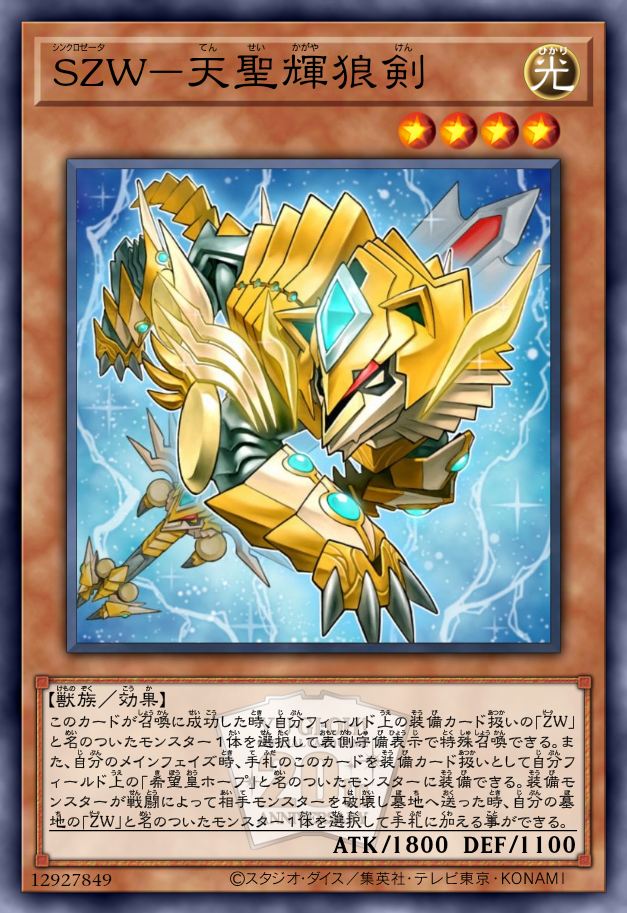 SZW－天聖輝狼剣
光
【獣族／効果】
このカードが召喚に成功した時、自分フィールド上の装備カード扱いの「ZW」
と名のついたモンスター1体を選択して表側守備表示で特殊召喚できる。ま
た、自分のメインフェイズ時、手札のこのカードを装備カード扱いとして自分フ
ィールド上の「希望皇ホープ」と名のついたモンスターに装備できる。装備モ
ンスターが戦闘によって相手モンスターを破壊し墓地へ送った時、自分の墓
地の「ZW」と名のついたモンスター1体を選択して手札に加える事ができる。
ATK/1800 DEF/1100
12927849 ©スタジオ・ダイス／集英社・テレビ東京・KONAMI